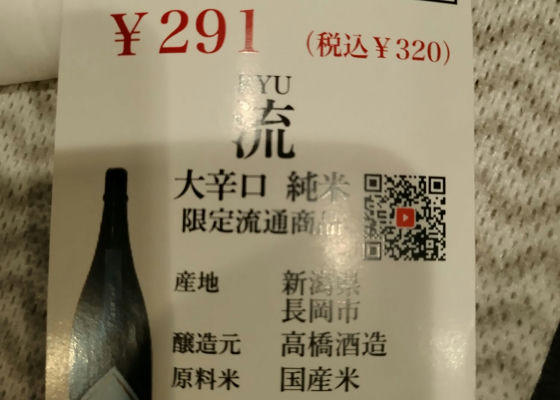 ¥291 (税込¥320)
RYU
流
大辛口 純米
限定流通商品
産地 新潟県
長岡市
醸造元 高橋酒造
原料米 国産米